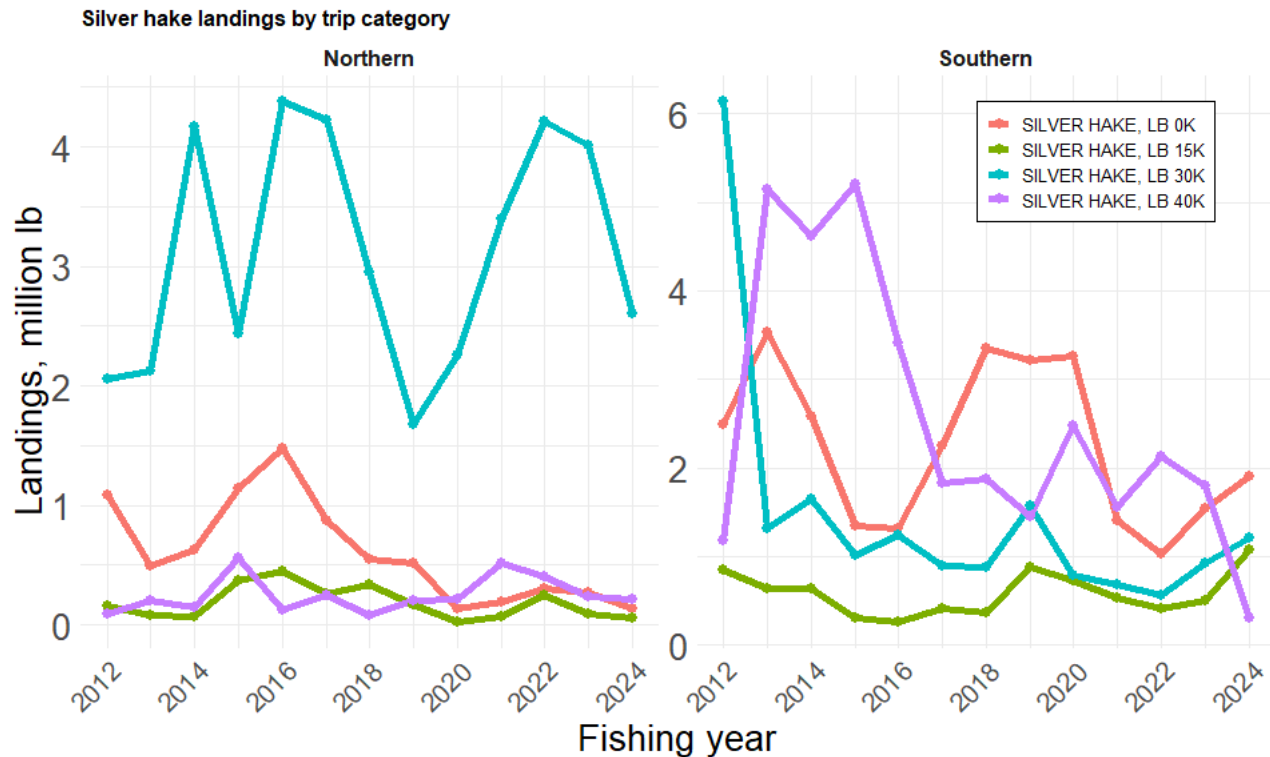 Silver hake landings by trip category
Northern
Southern
SILVER HAKE, LB 0K
SILVER HAKE, LB 15K
SILVER HAKE, LB 30K
SILVER HAKE, LB 40K
Landings, million lb
4
3
2
1
0
6
4
2
0
2012
2014
2016
2018
2020
2022
2024
2012
2014
2016
2018
2020
2022
2024
Fishing year